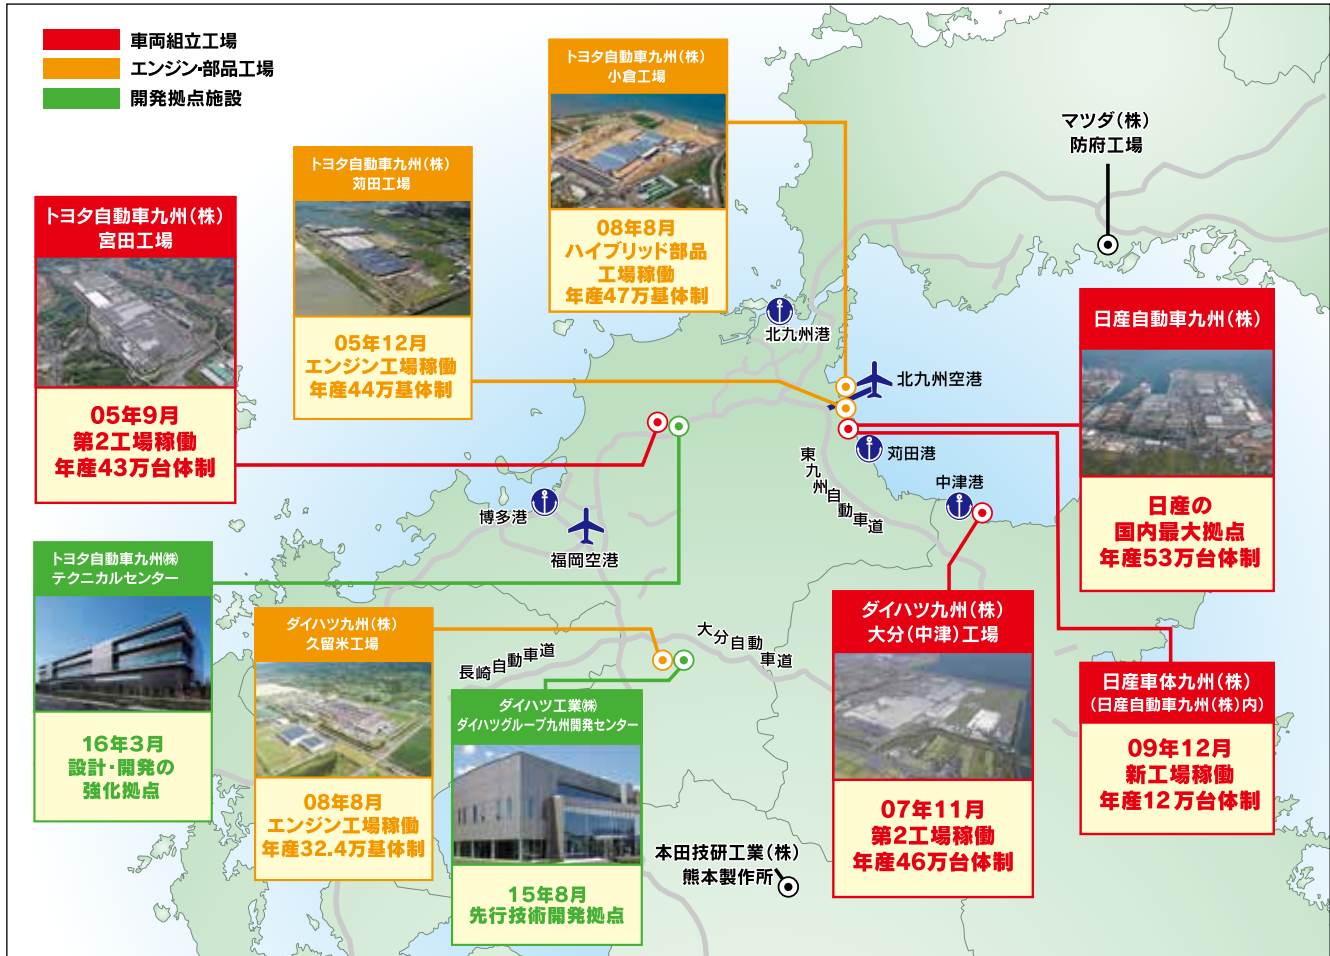 車両組立工場
エンジン・部品工場
開発拠点施設
トヨタ自動車九州(株)
小倉工場
08年8月
ハイブリッド部品
工場稼働
年産47万基体制
トヨタ自動車九州(株)
苅田工場
05年12月
エンジン工場稼働
年産44万基体制
トヨタ自動車九州(株)
宮田工場
05年9月
第2工場稼働
年産43万台体制
マツダ(株)
防府工場
日産自動車九州(株)
日産の
国内最大拠点
年産53万台体制
北九州港
北九州空港
苅田港
中津港
東九州自動車道
博多港
福岡空港
トヨタ自動車九州㈱
テクニカルセンター
16年3月
設計・開発の
強化拠点
ダイハツ九州(株)
久留米工場
08年8月
エンジン工場稼働
年産32.4万基体制
長崎自動車道
大分自動車道
ダイハツ工業㈱
ダイハツグループ九州開発センター
15年8月
先行技術開発拠点
ダイハツ九州(株)
大分(中津)工場
07年11月
第2工場稼働
年産46万台体制
日産車体九州(株)
(日産自動車九州(株)内)
09年12月
新工場稼働
年産12万台体制
本田技研工業(株)
熊本製作所